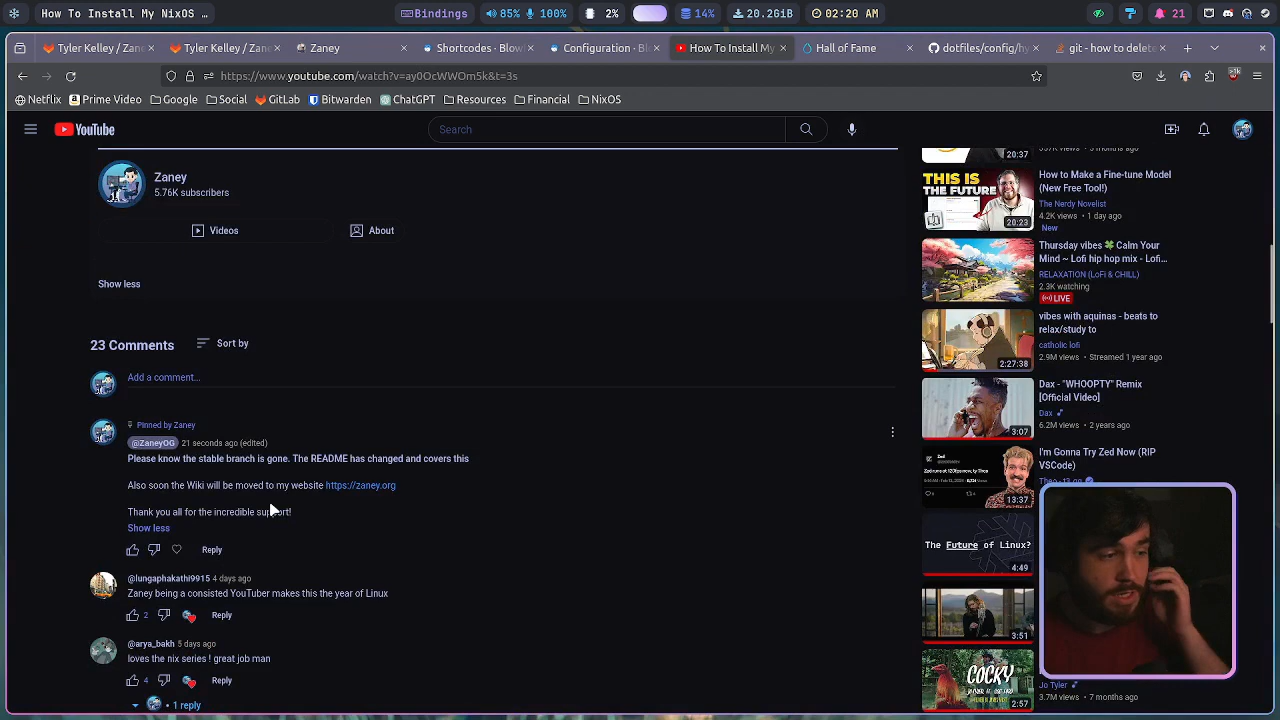 How To Install My NixOS ...
Bindings
85% 100%
2%
14%
20.2GiB
02:20 AM
21
Tyler Kelley / Zane
Tyler Kelley / Zane
Zaney
Shortcodes · Blow
Configuration · Blo
How To Install My
Hall of Fame
dotfiles/config/hy
git - how to delete
https://www.youtube.com/watch?v=ay0OcWWOm5k&t=3s
Netflix
Prime Video
Google
Social
GitLab
Bitwarden
ChatGPT
Resources
Financial
NixOS
YouTube
Search
Zaney
5.76K subscribers
Videos
About
Show less
23 Comments
Sort by
Add a comment...
Pinned by Zaney
@ZaneyOG 21 seconds ago (edited)
Please know the stable branch is gone. The README has changed and covers this
Also soon the Wiki will be moved to my website https://zaney.org
Thank you all for the incredible support!
Show less
Reply
@lungaphakathi9915 4 days ago
Zaney being a consisted YouTuber makes this the year of Linux
2 Reply
@arya_bakh 5 days ago
loves the nix series ! great job man
4 Reply
• 1 reply
20:37
THIS IS
THE FUTURE
20:23
How to Make a Fine-tune Model
(New Free Tool!)
The Nerdy Novelist
4.2K views • 1 day ago
New
Thursday vibes 🍀 Calm Your
Mind ~ Lofi hip hop mix - Lofi...
RELAXATION (LoFi & CHILL)
2.3K watching
LIVE
2:27:38
vibes with aquinas - beats to
relax/study to
catholic lofi
2.9M views • Streamed 1 year ago
3:07
Dax - "WHOOPTY" Remix
[Official Video]
Dax
6.2M views • 2 years ago
13:37
I'm Gonna Try Zed Now (RIP
VSCode)
The Future of Linux?
4:49
3:51
COCKY
2:57
Jo Tyler
3.7M views • 7 months ago